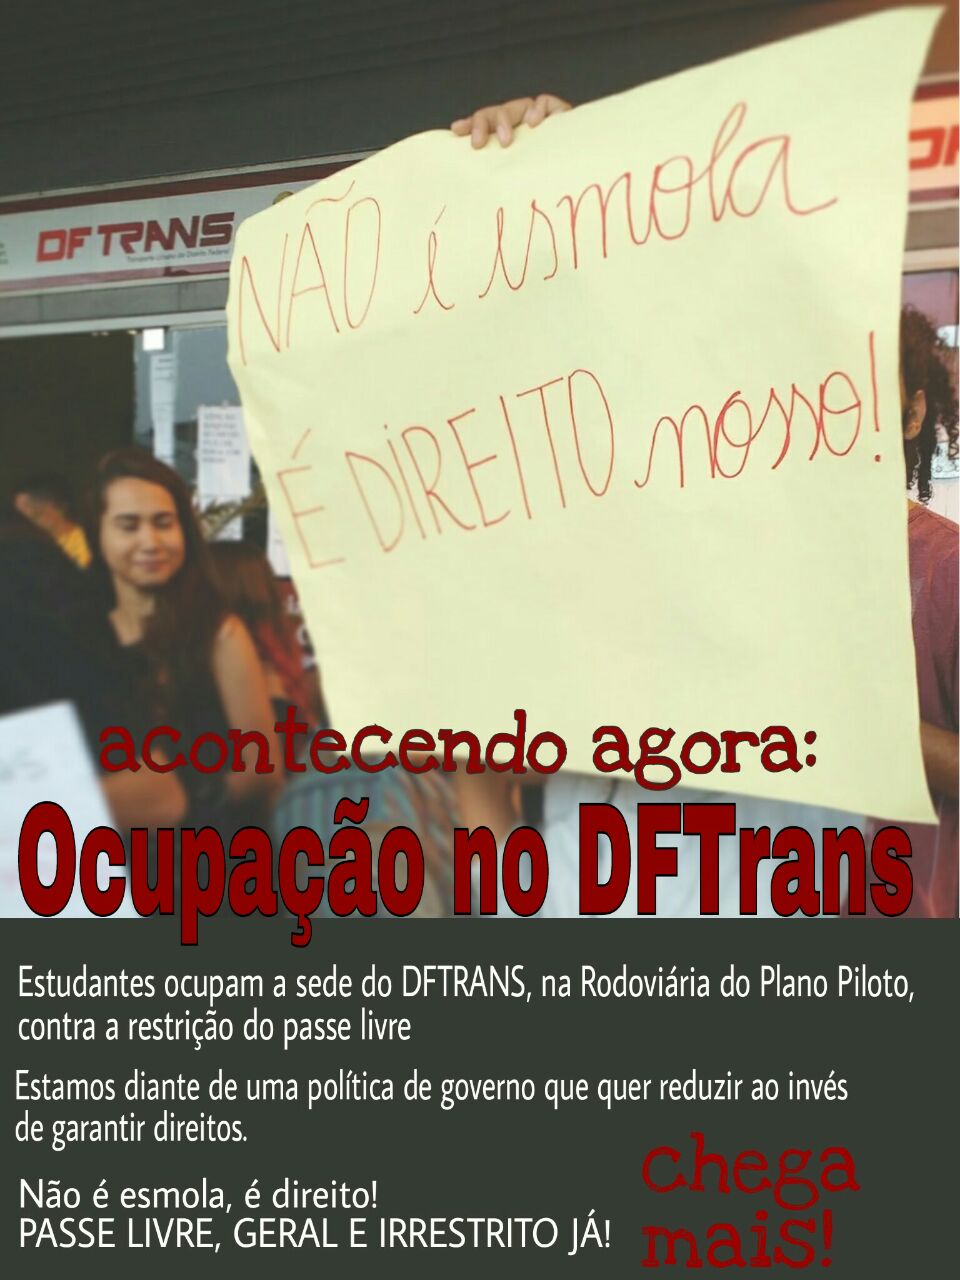 DFTRANS
NÃO é esmola
É DIREITO nosso!
acontecendo agora:
Ocupação no DFTrans
Estudantes ocupam a sede do DFTRANS, na Rodoviária do Plano Piloto,
contra a restrição do passe livre
Estamos diante de uma política de governo que quer reduzir ao invés
de garantir direitos.
Não é esmola, é direito!
PASSE LIVRE, GERAL E IRRESTRITO JÁ!
chega
mais!